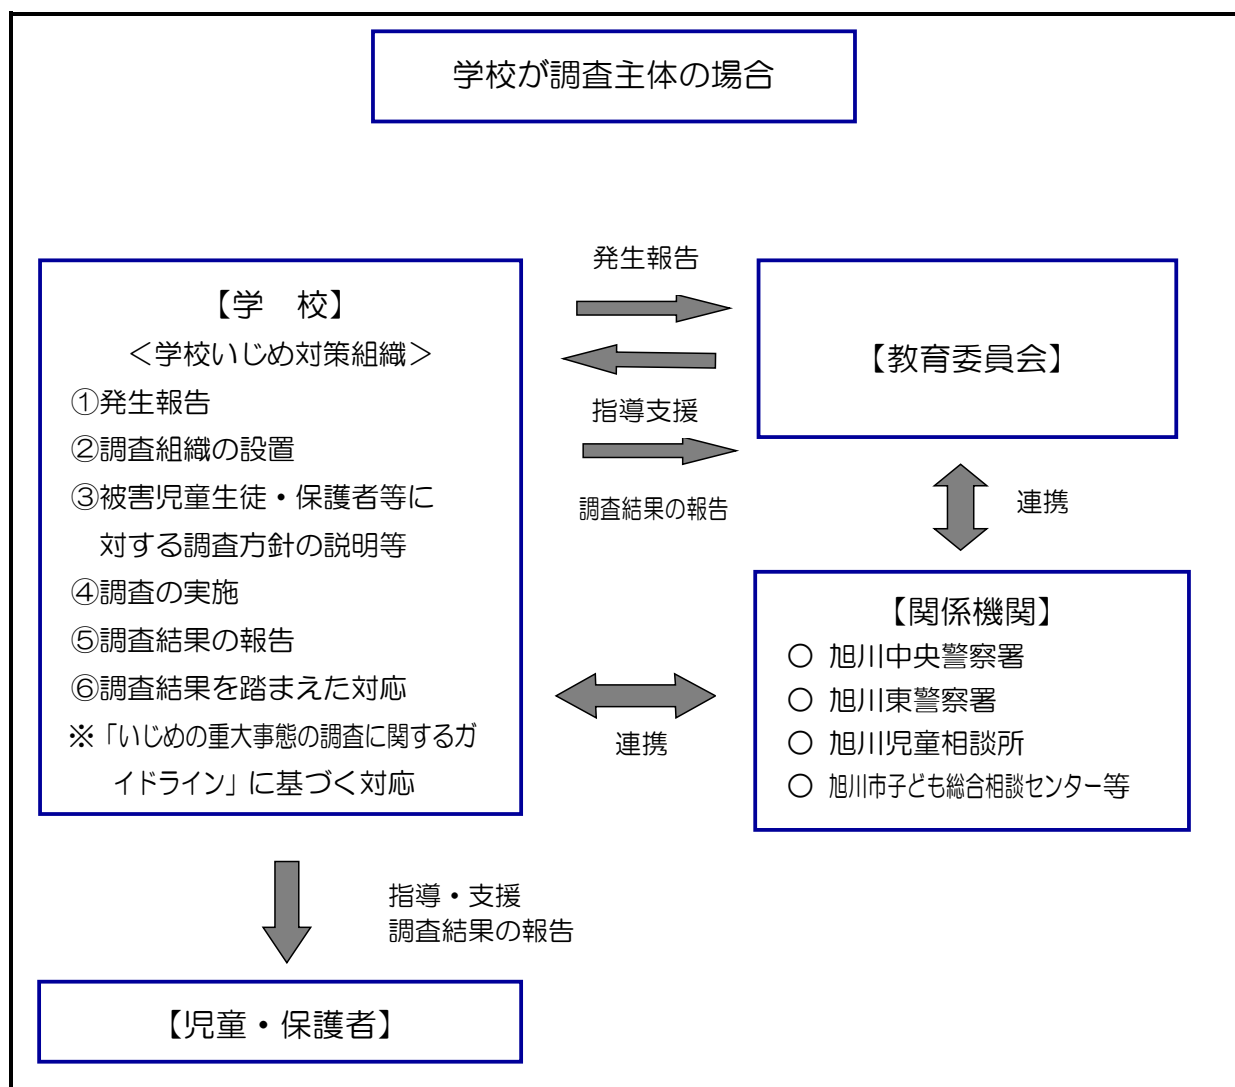 学校が調査主体の場合
【学　校】
＜学校いじめ対策組織＞
①発生報告
②調査組織の設置
③被害児童生徒・保護者等に
対する調査方針の説明等
④調査の実施
⑤調査結果の報告
⑥調査結果を踏まえた対応
※「いじめの重大事態の調査に関するガ
イドライン」に基づく対応
発生報告
指導支援
調査結果の報告
【教育委員会】
連携
【関係機関】
○ 旭川中央警察署
○ 旭川東警察署
○ 旭川児童相談所
○ 旭川市子ども総合相談センター等
連携
指導・支援
調査結果の報告
【児童・保護者】